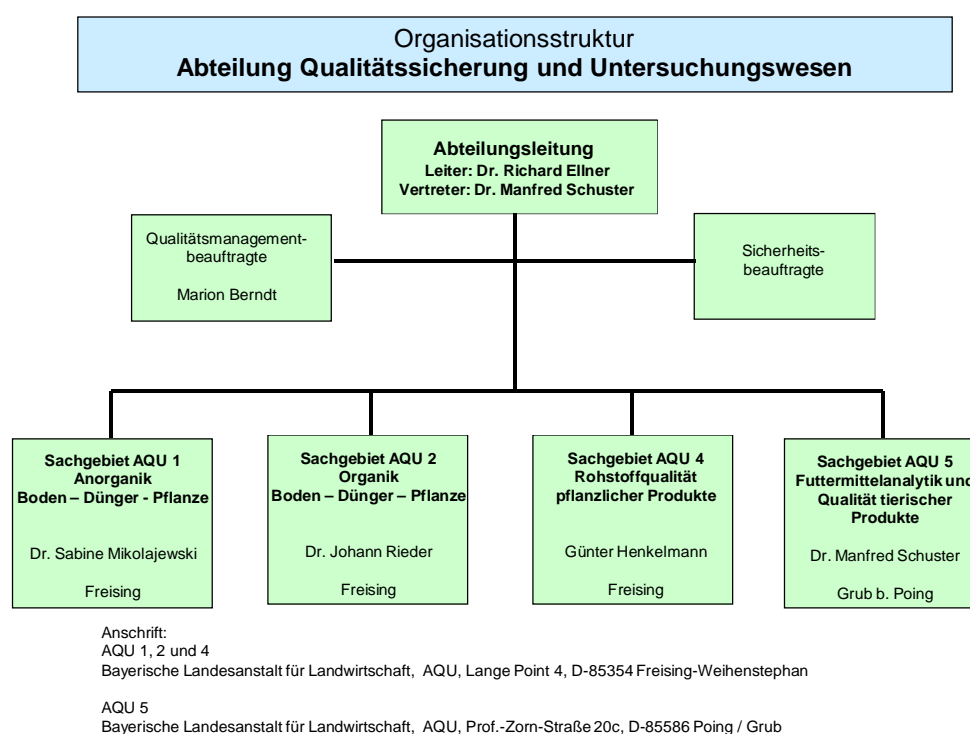 Organisationsstruktur
Abteilung Qualitätssicherung und Untersuchungswesen
Abteilungsleitung
Leiter: Dr. Richard Ellner
Vertreter: Dr. Manfred Schuster
Qualitätsmanagement-
beauftragte
Marion Berndt
Sicherheits-
beauftragte
Sachgebiet AQU 1
Anorganik
Boden – Dünger - Pflanze
Dr. Sabine Mikolajewski
Freising
Sachgebiet AQU 2
Organik
Boden – Dünger – Pflanze
Dr. Johann Rieder
Freising
Sachgebiet AQU 4
Rohstoffqualität
pflanzlicher Produkte
Günter Henkelmann
Freising
Sachgebiet AQU 5
Futtermittelanalytik und
Qualität tierischer
Produkte
Dr. Manfred Schuster
Grub b. Poing
Anschrift:
AQU 1, 2 und 4
Bayerische Landesanstalt für Landwirtschaft, AQU, Lange Point 4, D-85354 Freising-Weihenstephan
AQU 5
Bayerische Landesanstalt für Landwirtschaft, AQU, Prof.-Zorn-Straße 20c, D-85586 Poing / Grub